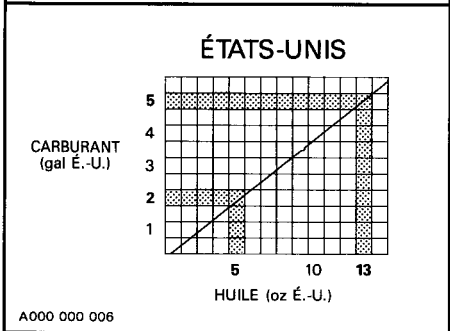 ÉTATS-UNIS
5
4
CARBURANT
(gal É.-U.)
3
2
1
5 10 13
HUILE (oz É.-U.)
A000 000 006